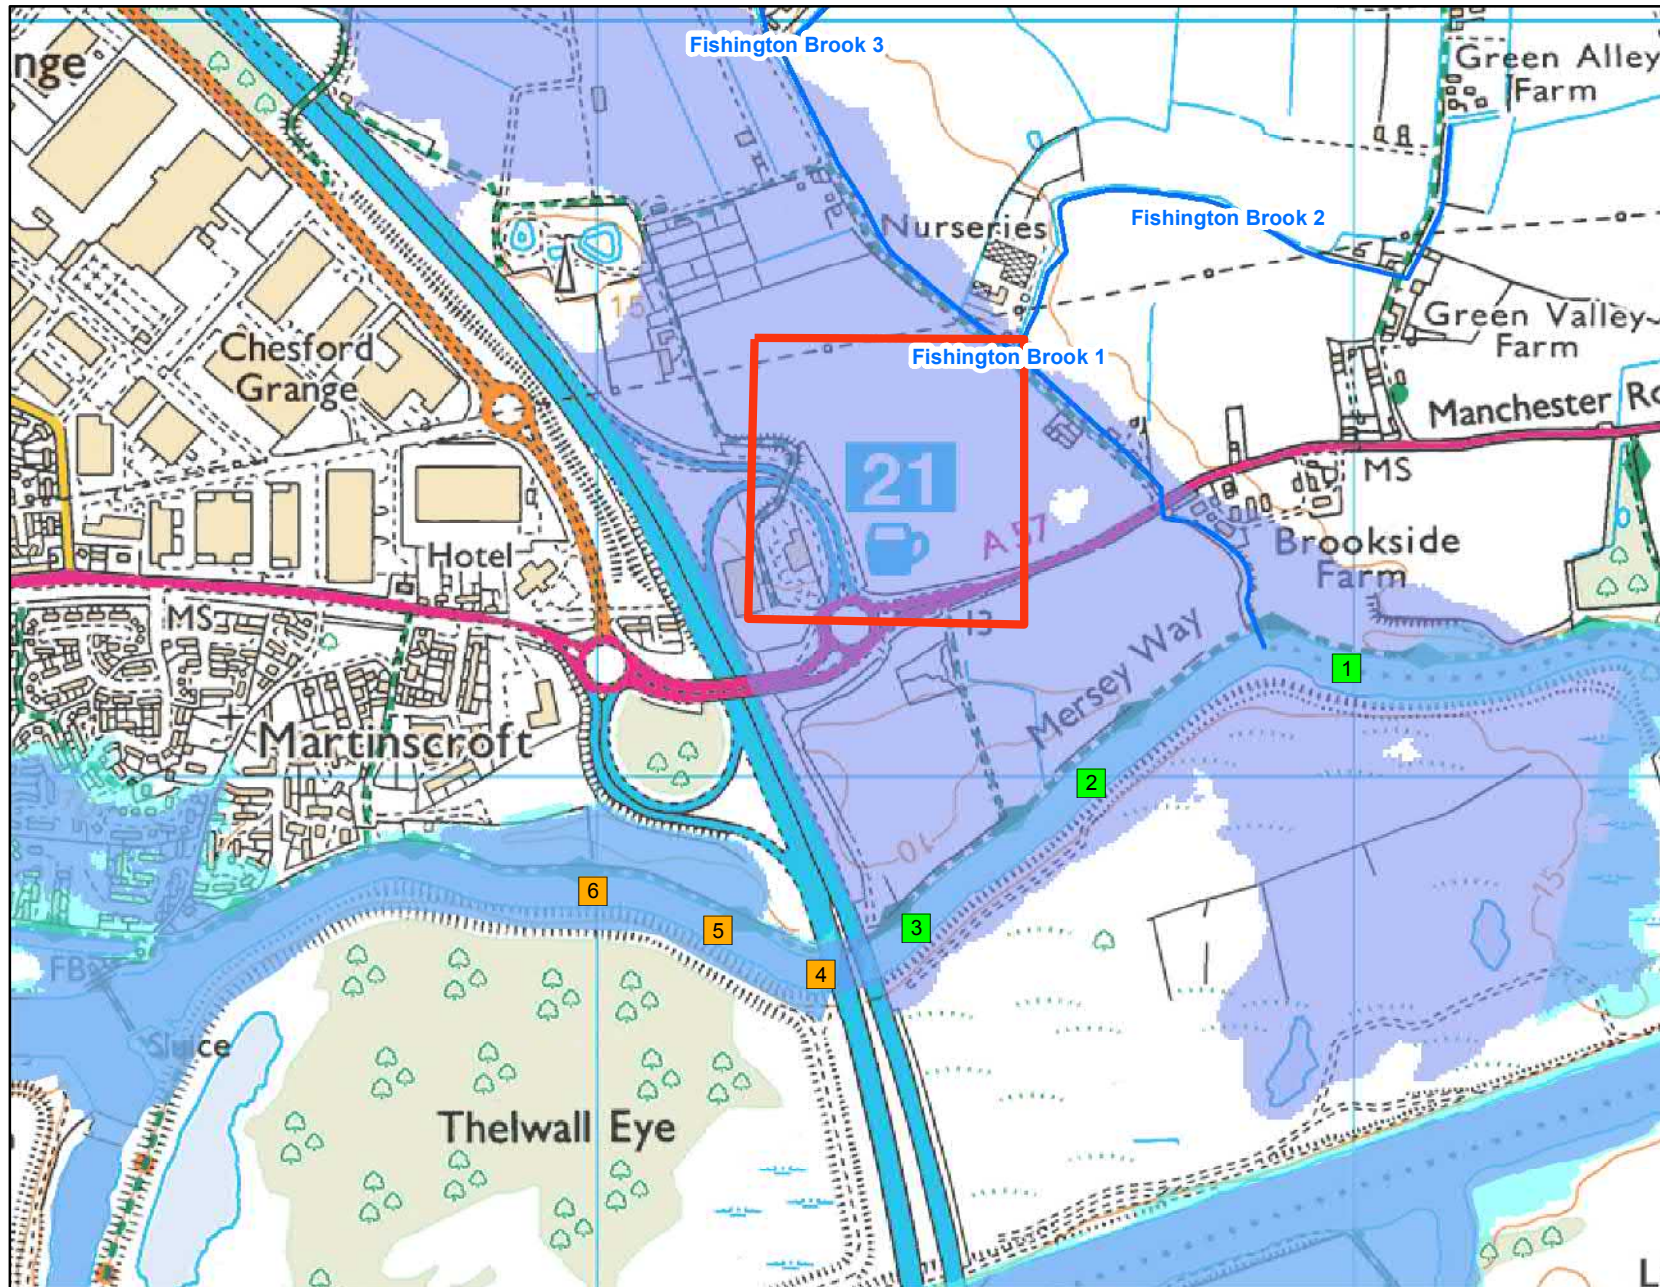 Fishington Brook 3
nge
Green Alley
Farm
Nurseries
Fishington Brook 2
15
Green Valley
Farm
Chesford
Grange
Fishington Brook 1
Manchester Ro
MS
21
A 57
Hotel
Brookside
Farm
MS
13
1
Mersey Way
Martinscroft
2
10
15
6
5
3
4
FB
Sluice
Thelwall Eye
L